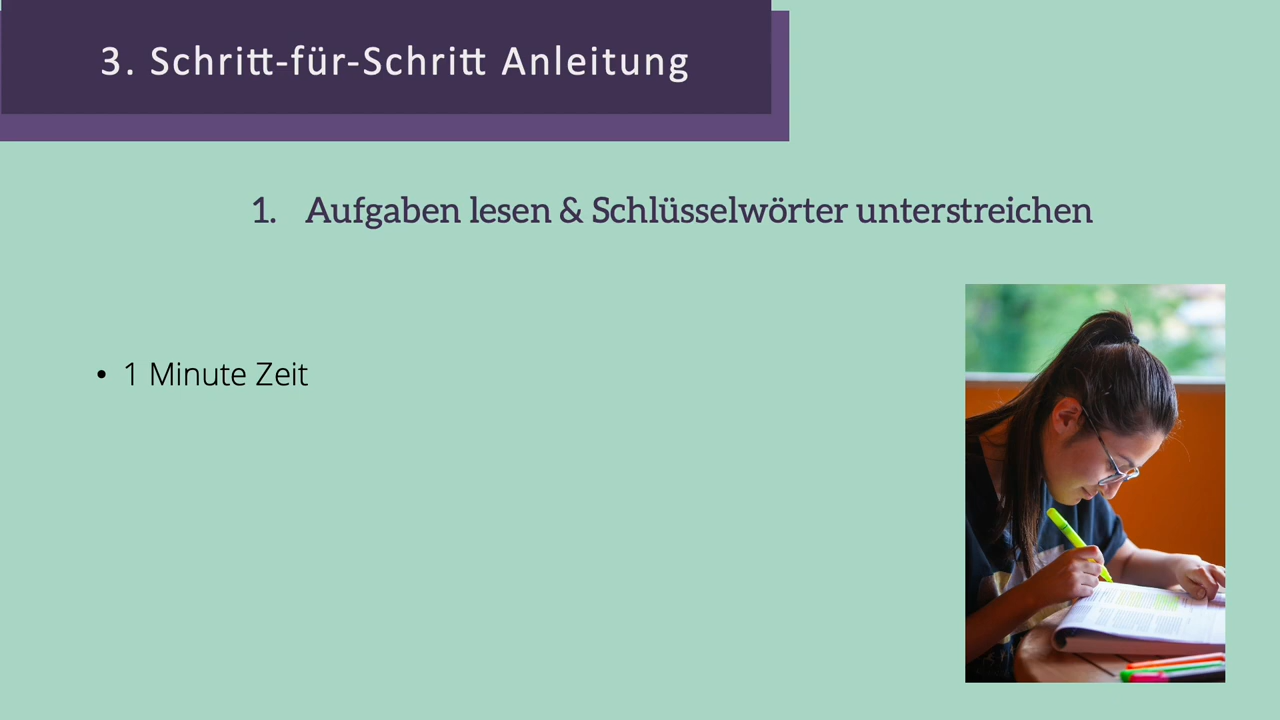 3. Schritt-für-Schritt Anleitung
1. Aufgaben lesen & Schlüsselwörter unterstreichen
• 1 Minute Zeit